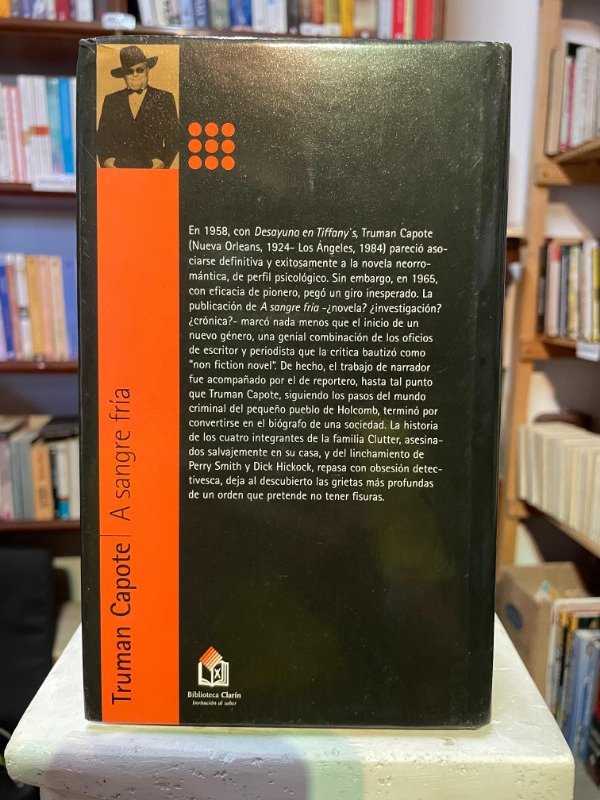 Truman Capote | A sangre fría
En 1958, con Desayuno en Tiffany´s, Truman Capote
(Nueva Orleans, 1924- Los Ángeles, 1984) pareció aso-
ciarse definitiva y exitosamente a la novela neorro-
mántica, de perfil psicológico. Sin embargo, en 1965,
con eficacia de pionero, pegó un giro inesperado. La
publicación de A sangre fría -¿novela? ¿investigación?
¿crónica?- marcó nada menos que el inicio de un
nuevo género, una genial combinación de los oficios
de escritor y periodista que la crítica bautizó como
"non fiction novel". De hecho, el trabajo de narrador
fue acompañado por el de reportero, hasta tal punto
que Truman Capote, siguiendo los pasos del mundo
criminal del pequeño pueblo de Holcomb, terminó por
convertirse en el biógrafo de una sociedad. La historia
de los cuatro integrantes de la familia Clutter, asesina-
dos salvajemente en su casa, y del linchamiento de
Perry Smith y Dick Hickock, repasa con obsesión detec-
tivesca, deja al descubierto las grietas más profundas
de un orden que pretende no tener fisuras.
Biblioteca Clarín
Invitación al saber